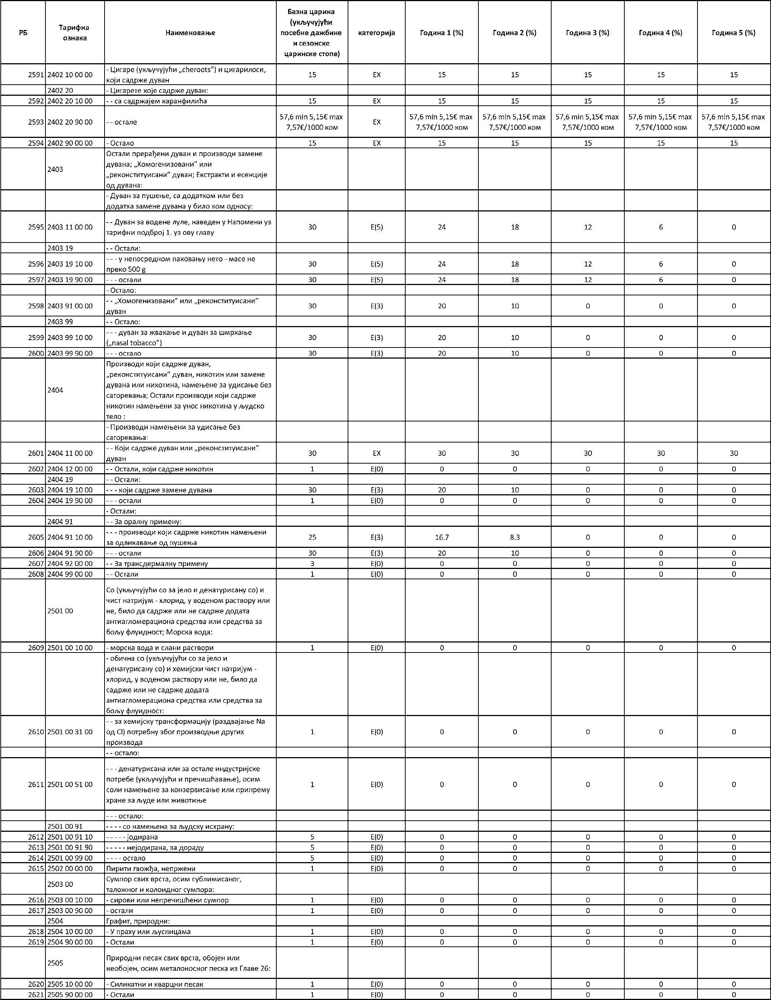 РБ Тарифна ознака Наименовање Базна царина (укључујући посебне дажбине и сезонске царинске стопе) категорија Година 1 (%) Година 2 (%) Година 3 (%) Година 4 (%) Година 5 (%)
2591 2402 10 00 00 - Цигаре (укључујући „cheroots”) и цигарилоси, који садрже дуван 15 EX 15 15 15 15 15
2402 20 - Цигарете које садрже дуван:
2592 2402 20 10 00 - - са садржајем каранфилића 15 EX 15 15 15 15 15
2593 2402 20 90 00 - - остале 57,6 min 5,15€ max 7,57€/1000 ком EX 57,6 min 5,15€ max 7,57€/1000 ком 57,6 min 5,15€ max 7,57€/1000 ком 57,6 min 5,15€ max 7,57€/1000 ком 57,6 min 5,15€ max 7,57€/1000 ком 57,6 min 5,15€ max 7,57€/1000 ком
2594 2402 90 00 00 - Остало 15 EX 15 15 15 15 15
2403 Остали прерађени дуван и производи замене дувана; „Хомогенизовани” или „реконституисани” дуван; Екстракти и есенције од дувана:
- Дуван за пушење, са додатком или без додатка замене дувана у било ком односу:
2595 2403 11 00 00 - - Дуван за водене луле, наведен у Напомени уз тарифни подброј 1. уз ову главу 30 E(5) 24 18 12 6 0
2403 19 - - Остали:
2596 2403 19 10 00 - - - у непосредном паковању нето - масе не преко 500 g 30 E(5) 24 18 12 6 0
2597 2403 19 90 00 - - - остали 30 E(5) 24 18 12 6 0
- Остало:
2598 2403 91 00 00 - - „Хомогенизовани” или „реконституисани” дуван 30 E(3) 20 10 0 0 0
2403 99 - - Остало:
2599 2403 99 10 00 - - - дуван за жвакање и дуван за шмркање („nasal tobacco”) 30 E(3) 20 10 0 0 0
2600 2403 99 90 00 - - - остало 30 E(3) 20 10 0 0 0
2404 Производи који садрже дуван, „реконституисани” дуван, никотин или замене дувана или никотина, намењене за удисање без сагоревања; Остали производи који садрже никотин намењени за унос никотина у људско тело :
- Производи намењени за удисање без сагоревања:
2601 2404 11 00 00 - - Који садрже дуван или „реконституисани” дуван 30 EX 30 30 30 30 30
2602 2404 12 00 00 - - Остали, који садрже никотин 1 E(0) 0 0 0 0 0
2404 19 - - Остали:
2603 2404 19 10 00 - - - који садрже замене дувана 30 E(3) 20 10 0 0 0
2604 2404 19 90 00 - - - остали 1 E(0) 0 0 0 0 0
- Остали:
2404 91 - - За оралну примену:
2605 2404 91 10 00 - - - производи који садрже никотин намењени за одвикавање од пушења 25 E(3) 16.7 8.3 0 0 0
2606 2404 91 90 00 - - - остали 30 E(3) 20 10 0 0 0
2607 2404 92 00 00 - - За трансдермалну примену 3 E(0) 0 0 0 0 0
2608 2404 99 00 00 - - Остали 1 E(0) 0 0 0 0 0
2501 00 Со (укључујући со за јело и денатурисану со) и чист натријум - хлорид, у воденом раствору или не, било да садрже или не садрже додата антиагломерациона средства или средства за бољу флуидност; Морска вода:
2609 2501 00 10 00 - морска вода и слани раствори 1 E(0) 0 0 0 0 0
- обична со (укључујући со за јело и денатурисану со) и хемијски чист натријум - хлорид, у воденом раствору или не, било да садрже или не садрже додата антиагломерациона средства или средства за бољу флуидност:
2610 2501 00 31 00 - - за хемијску трансформацију (раздвајање Na од Cl) потребну због производње других производа 1 E(0) 0 0 0 0 0
- - остало:
2611 2501 00 51 00 - - - денатурисана или за остале индустријске потребе (укључујући и пречишћавање), осим соли намењене за конзервисање или припрему хране за људе или животиње 1 E(0) 0 0 0 0 0
- - - остало:
2501 00 91 - - - - со намењена за људску исхрану:
2612 2501 00 91 10 - - - - - јодирана 5 E(0) 0 0 0 0 0
2613 2501 00 91 90 - - - - - нејодирана, за дораду 5 E(0) 0 0 0 0 0
2614 2501 00 99 00 - - - - остало 5 E(0) 0 0 0 0 0
2615 2502 00 00 00 Пирити гвожђа, непржени 1 E(0) 0 0 0 0 0
2503 00 Сумпор свих врста, осим сублимисаног, таложног и колоидног сумпора:
2616 2503 00 10 00 - сирови или непречишћени сумпор 1 E(0) 0 0 0 0 0
2617 2503 00 90 00 - остали 1 E(0) 0 0 0 0 0
2504 Графит, природни:
2618 2504 10 00 00 - У праху или љуспицама 1 E(0) 0 0 0 0 0
2619 2504 90 00 00 - Остали 1 E(0) 0 0 0 0 0
2505 Природни песак свих врста, обојен или необојен, осим металоносног песка из Главе 26:
2620 2505 10 00 00 - Силикатни и кварцни песак 1 E(0) 0 0 0 0 0
2621 2505 90 00 00 - Остали 1 E(0) 0 0 0 0 0